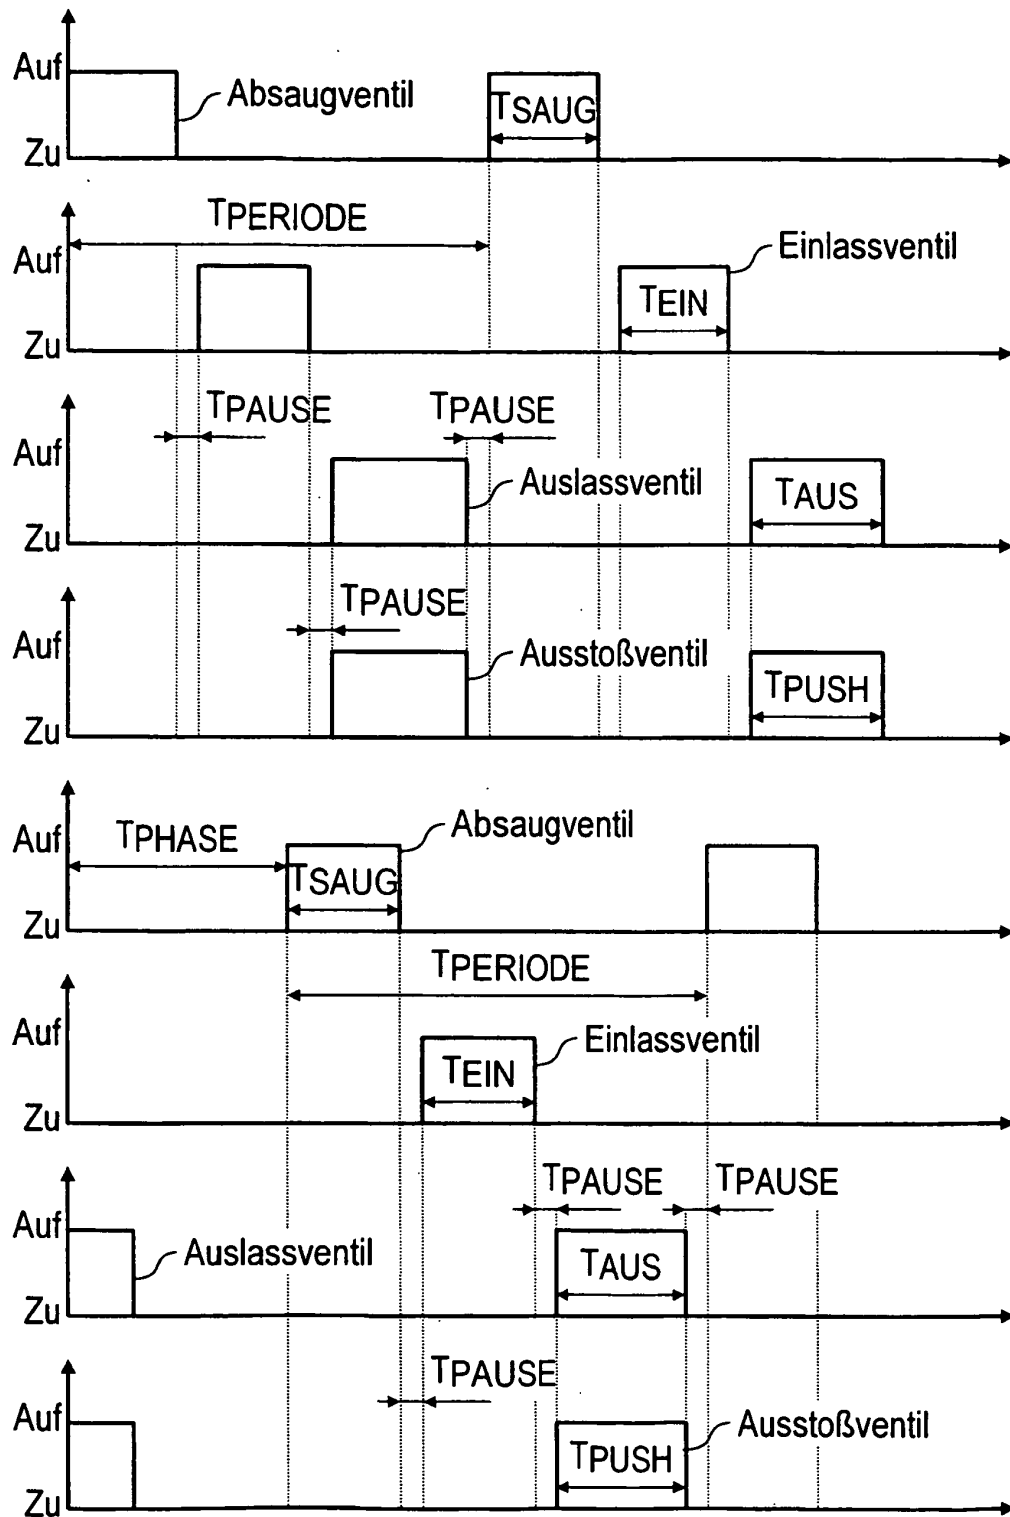 Auf
Absaugventil
TSAUG
Zu
TPERIODE
Auf
Einlassventil
TEIN
Zu
TPAUSE
TPAUSE
Auf
Auslassventil
TAUS
Zu
TPAUSE
Auf
Ausstoßventil
TPUSH
Zu
Auf
TPHASE
Absaugventil
TSAUG
Zu
TPERIODE
Auf
Einlassventil
TEIN
Zu
TPAUSE
TPAUSE
Auf
Auslassventil
TAUS
Zu
TPAUSE
Auf
Ausstoßventil
TPUSH
Zu